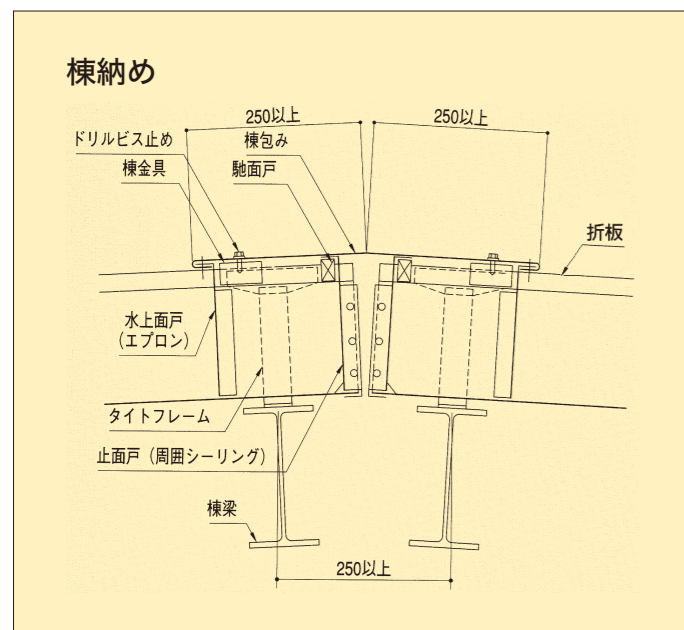 棟納め
250以上
250以上
ドリルビス止め
棟包み
棟金具
馳面戸
折板
水上面戸
(エプロン)
タイトフレーム
止面戸(周囲シーリング)
棟梁
250以上